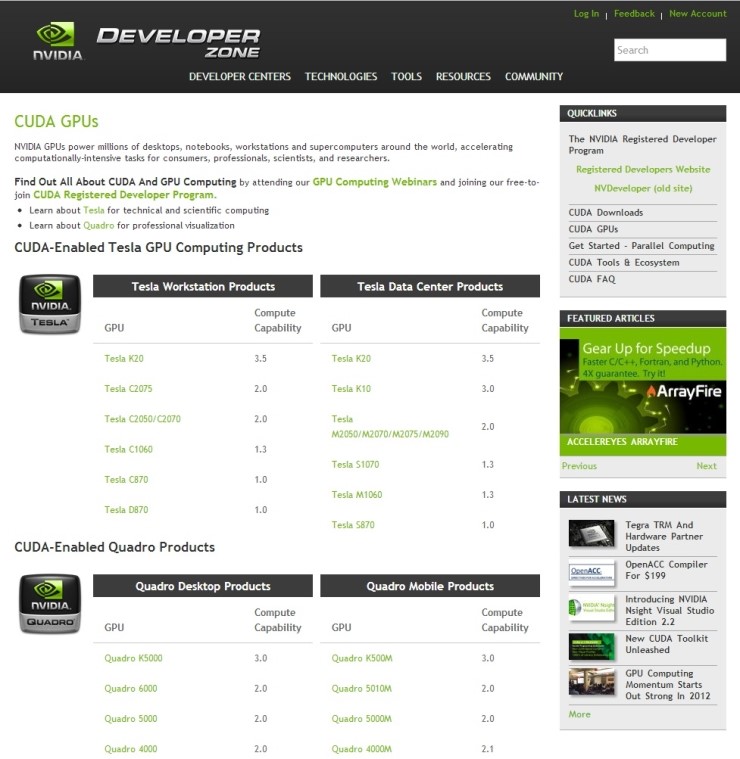 Log In | Feedback | New Account
NVIDIA.
DEVELOPER
ZONE
Search
DEVELOPER CENTERS TECHNOLOGIES TOOLS RESOURCES COMMUNITY
CUDA GPUs
NVIDIA GPUs power millions of desktops, notebooks, workstations and supercomputers around the world, accelerating
computationally-intensive tasks for consumers, professionals, scientists, and researchers.
Find Out All About CUDA And GPU Computing by attending our GPU Computing Webinars and joining our free-to-
join CUDA Registered Developer Program.
• Learn about Tesla for technical and scientific computing
• Learn about Quadro for professional visualization
CUDA-Enabled Tesla GPU Computing Products
NVIDIA.
TESLA
Tesla Workstation Products
GPU Compute
Capability
Tesla K20 3.5
Tesla C2075 2.0
Tesla C2050/C2070 2.0
Tesla C1060 1.3
Tesla C870 1.0
Tesla D870 1.0
Tesla Data Center Products
GPU Compute
Capability
Tesla K20 3.5
Tesla K10 3.0
Tesla
M2050/M2070/M2075/M2090 2.0
Tesla S1070 1.3
Tesla M1060 1.3
Tesla S870 1.0
CUDA-Enabled Quadro Products
NVIDIA.
QUADRO
Quadro Desktop Products
GPU Compute
Capability
Quadro K5000 3.0
Quadro 6000 2.0
Quadro 5000 2.0
Quadro 4000 2.0
Quadro Mobile Products
GPU Compute
Capability
Quadro K500M 3.0
Quadro 5010M 2.0
Quadro 5000M 2.0
Quadro 4000M 2.1
QUICKLINKS
The NVIDIA Registered Developer
Program
Registered Developers Website
NVDeveloper (old site)
CUDA Downloads
CUDA GPUs
Get Started - Parallel Computing
CUDA Tools & Ecosystem
CUDA FAQ
FEATURED ARTICLES
Gear Up for Speedup
Faster C/C++, Fortran, and Python.
4X guarantee. Try it!
ArrayFire
ACCELEREYES ARRAYFIRE
Previous Next
LATEST NEWS
Tegra TRM And
Hardware Partner
Updates
OpenACC
OpenACC Compiler
For $199
Introducing NVIDIA
Nsight Visual Studio
Edition 2.2
New CUDA Toolkit
Unleashed
GPU Computing
Momentum Starts
Out Strong In 2012
More